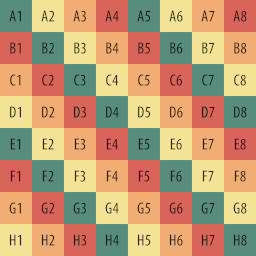 A1 A2 A3 A4 A5 A6 A7 A8
B1 B2 B3 B4 B5 B6 B7 B8
C1 C2 C3 C4 C5 C6 C7 C8
D1 D2 D3 D4 D5 D6 D7 D8
E1 E2 E3 E4 E5 E6 E7 E8
F1 F2 F3 F4 F5 F6 F7 F8
G1 G2 G3 G4 G5 G6 G7 G8
H1 H2 H3 H4 H5 H6 H7 H8